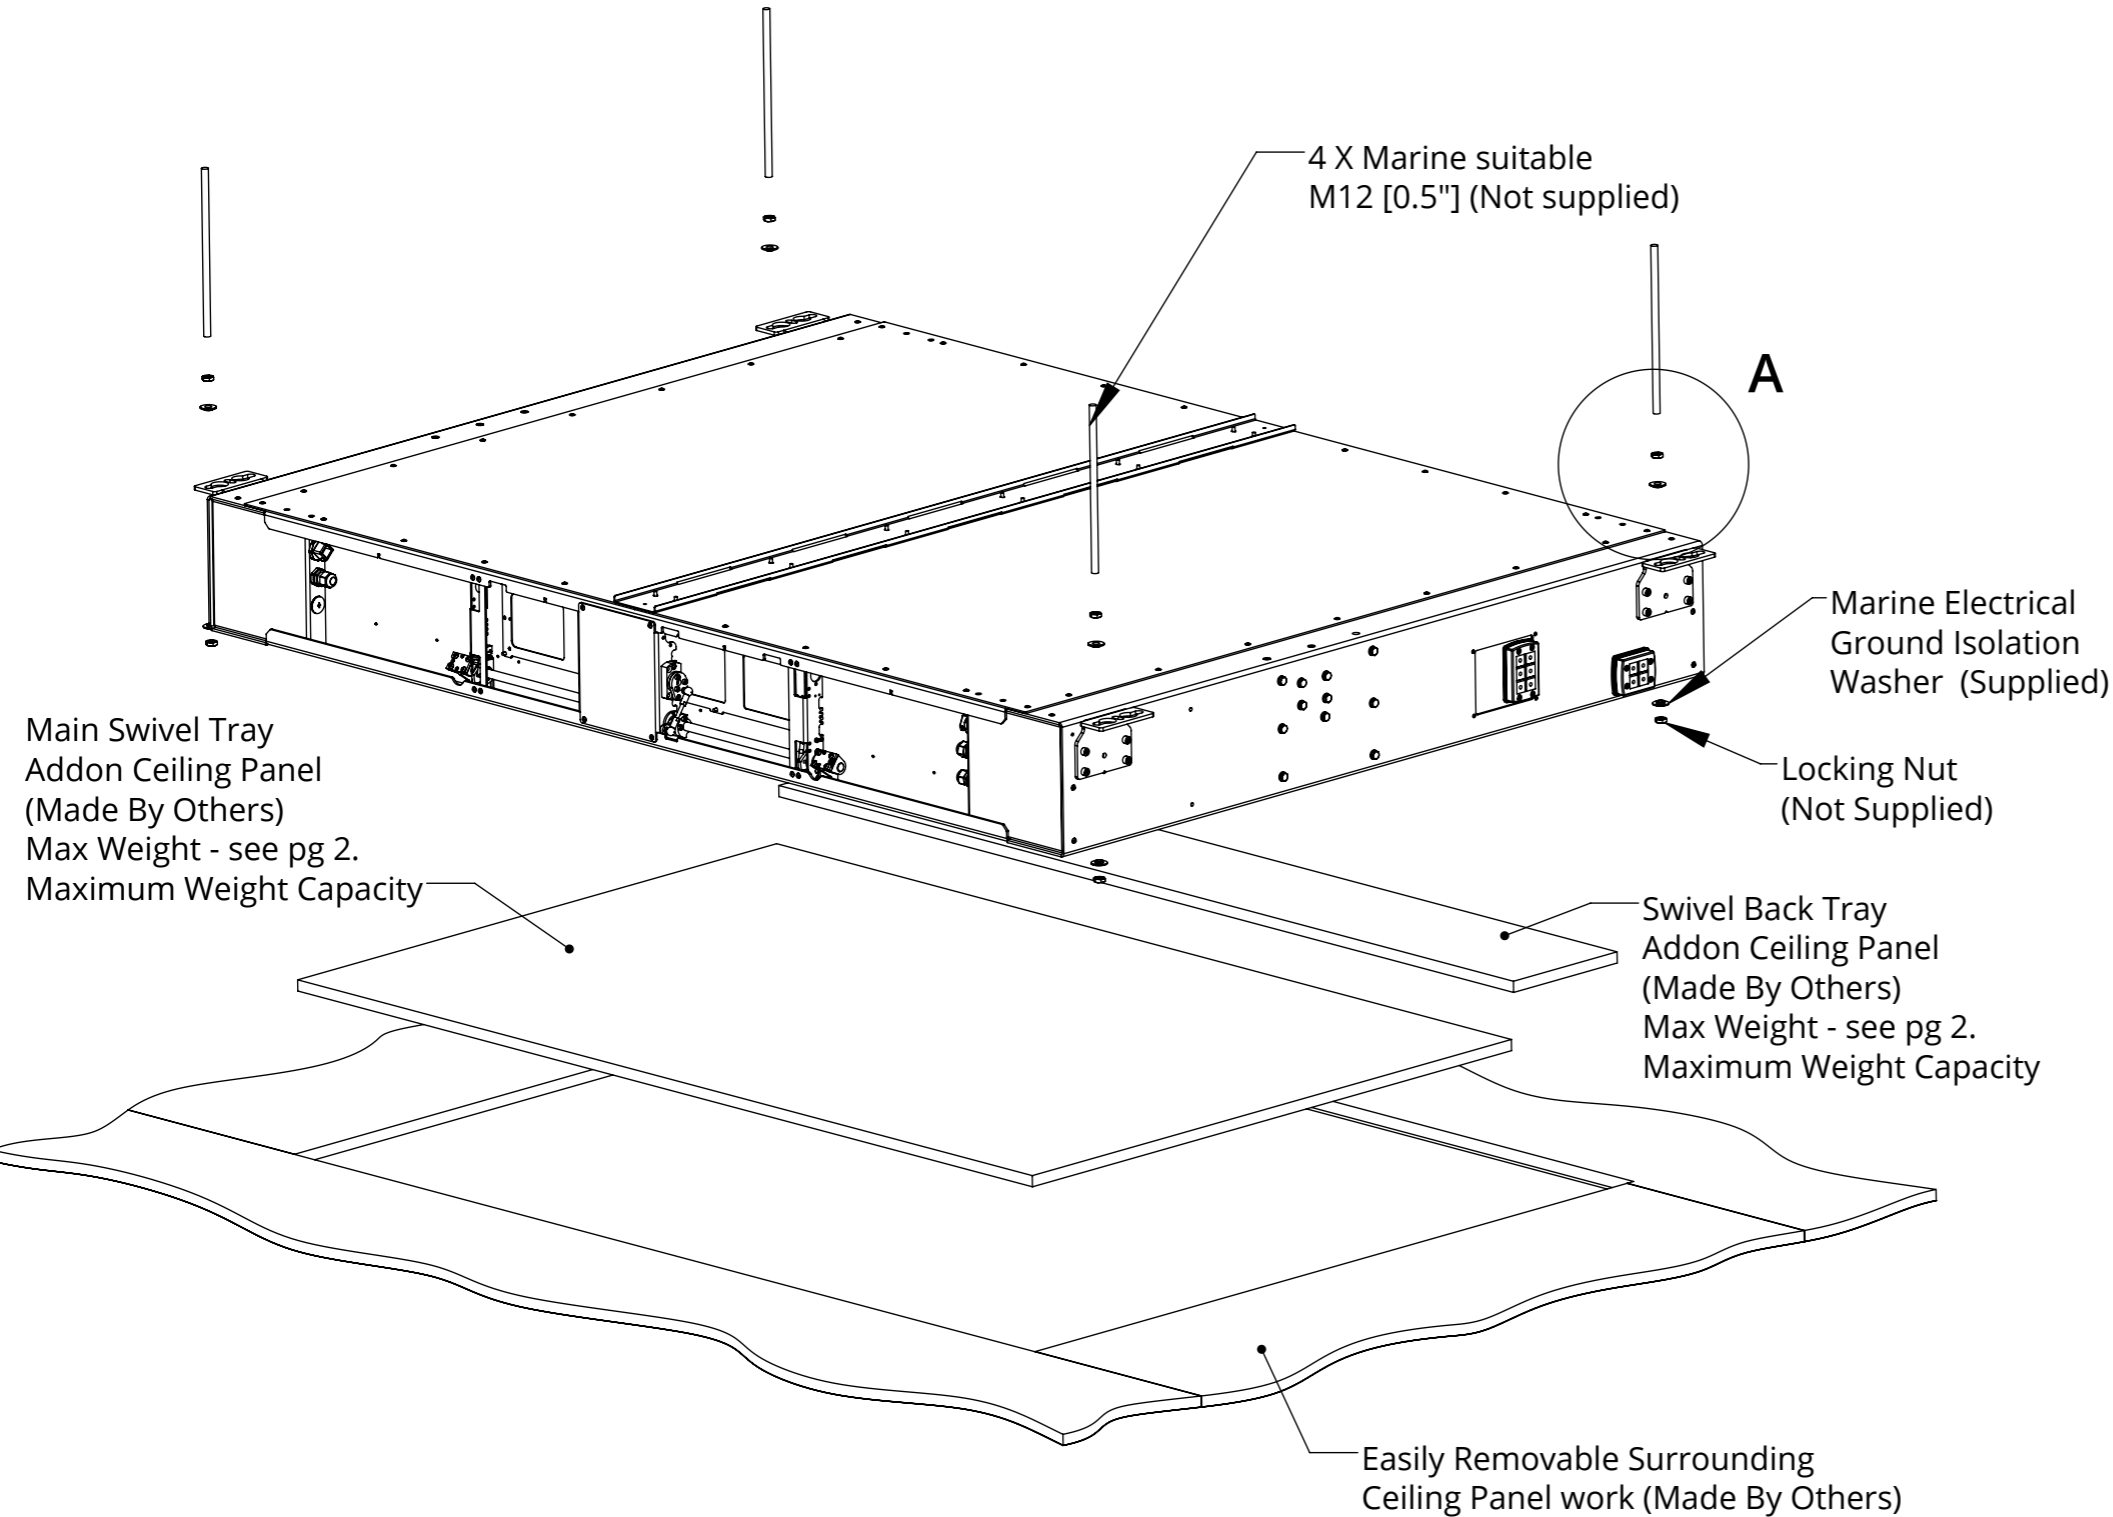 4 X Marine suitable
M12 [0.5"] (Not supplied)
A
Marine Electrical
Ground Isolation
Washer (Supplied)
Locking Nut
(Not Supplied)
Main Swivel Tray
Addon Ceiling Panel
(Made By Others)
Max Weight - see pg 2.
Maximum Weight Capacity
Swivel Back Tray
Addon Ceiling Panel
(Made By Others)
Max Weight - see pg 2.
Maximum Weight Capacity
Easily Removable Surrounding
Ceiling Panel work (Made By Others)